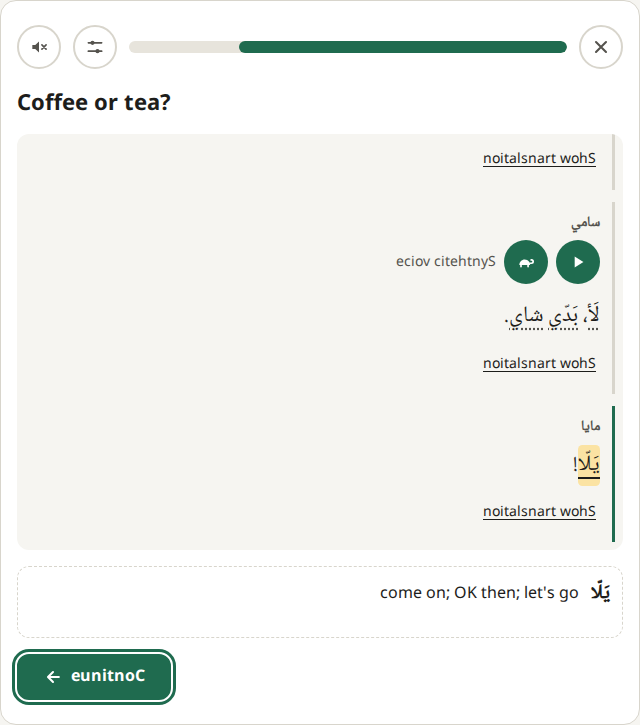 Coffee or tea?
noitalsnart wohS
سامي
eciov citehtnyS
لَأ، بَدّي شاي.
noitalsnart wohS
مايا
يَلّا!
noitalsnart wohS
يَلّا come on; OK then; let's go
eunitnoC